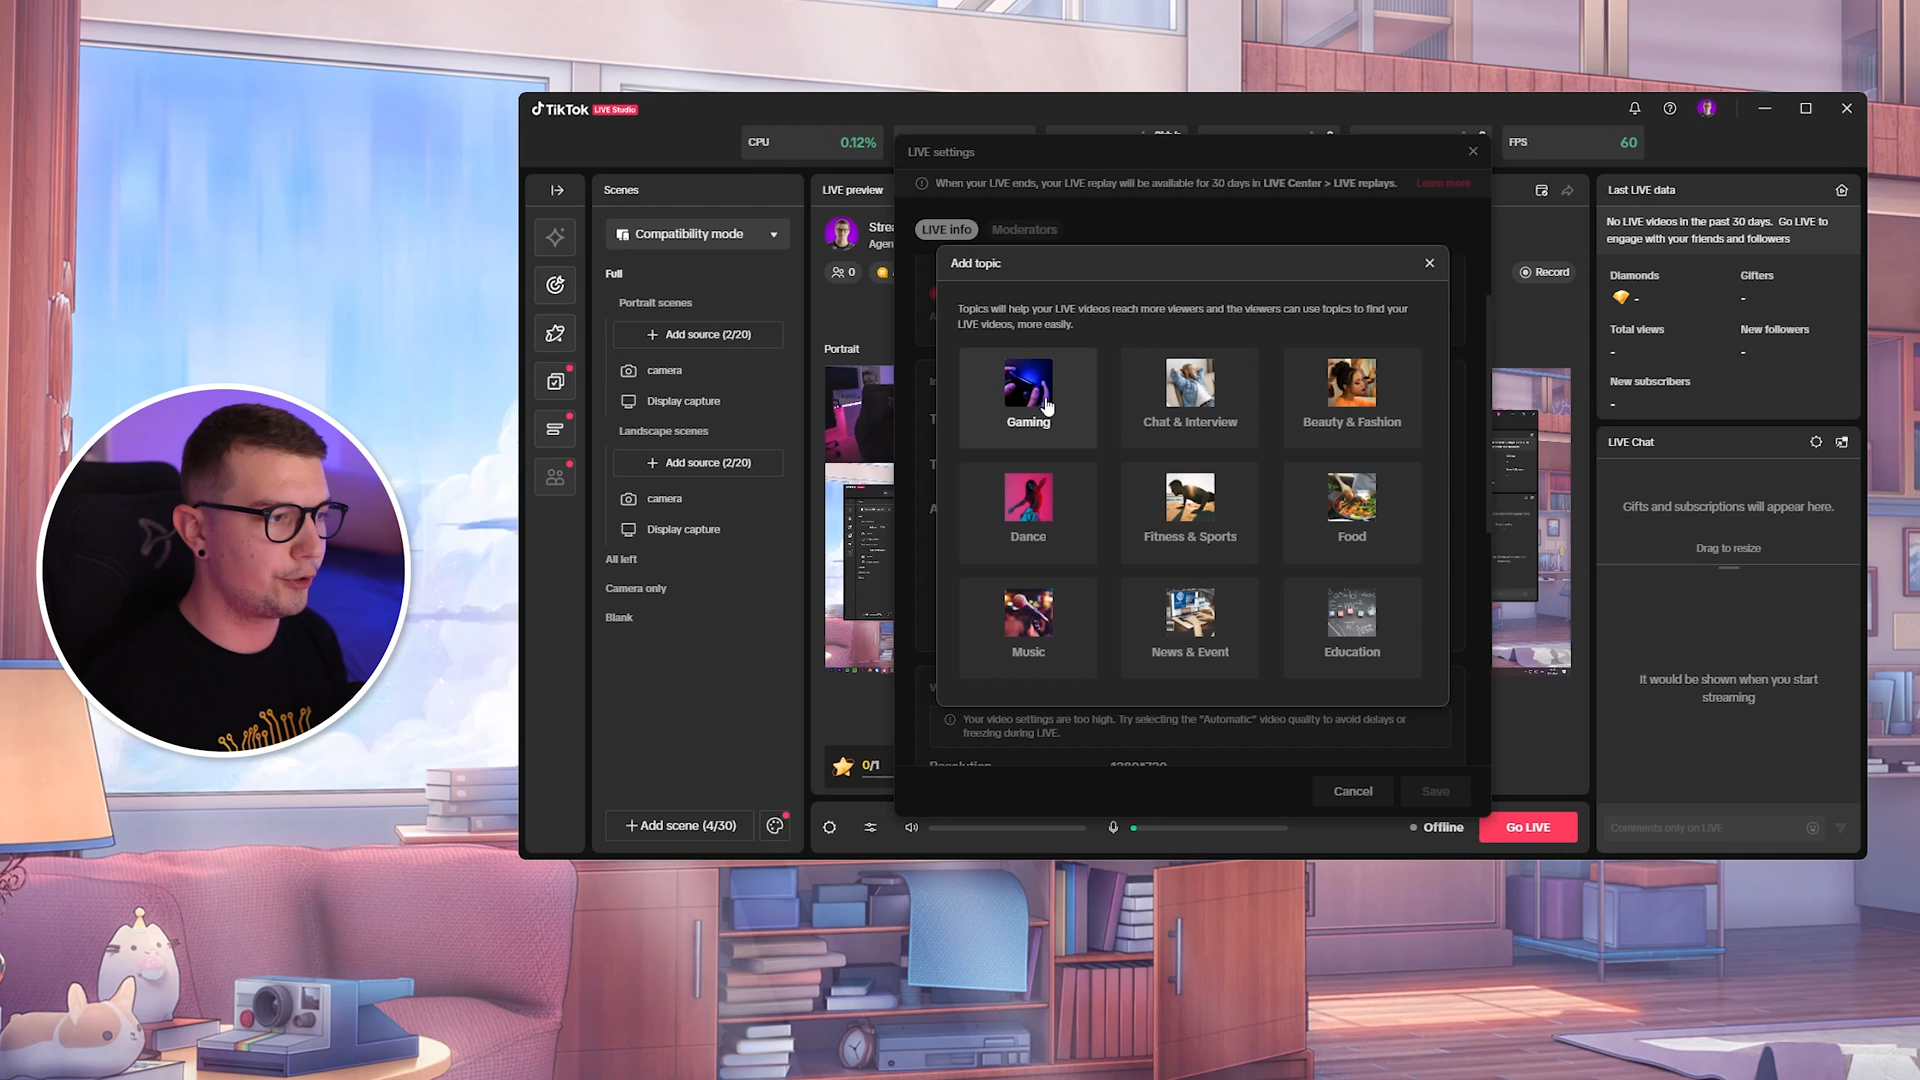 TikTok LIVE Studio
CPU 0.12%
FPS 60
LIVE settings
When your LIVE ends, your LIVE replay will be available for 30 days in LIVE Center > LIVE replays. Learn more
LIVE info Moderators
Add topic
Topics will help your LIVE videos reach more viewers and the viewers can use topics to find your
LIVE videos, more easily.
Gaming
Chat & Interview
Beauty & Fashion
Dance
Fitness & Sports
Food
Music
News & Event
Education
Your video settings are too high. Try selecting the "Automatic" video quality to avoid delays or
freezing during LIVE.
Resolution 1280*720
Cancel
Save
Scenes
Compatibility mode
Full
Portrait scenes
+ Add source (2/20)
camera
Display capture
Landscape scenes
+ Add source (2/20)
camera
Display capture
All left
Camera only
Blank
+ Add scene (4/30)
LIVE preview
0
Record
Portrait
0/1
Offline
Go LIVE
Last LIVE data
No LIVE videos in the past 30 days. Go LIVE to
engage with your friends and followers
Diamonds
-
Gifters
-
Total views
-
New followers
-
New subscribers
-
LIVE Chat
Gifts and subscriptions will appear here.
Drag to resize
It would be shown when you start
streaming
Comments only on LIVE